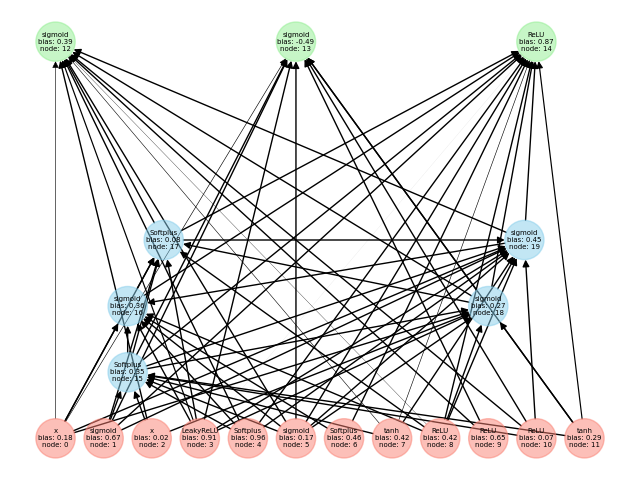 sigmoid
bias: 0.39
node: 12
sigmoid
bias: -0.49
node: 13
ReLU
bias: 0.87
node: 14
Softplus
bias: 0.08
node: 17
sigmoid
bias: 0.45
node: 19
sigmoid
bias: 0.36
node: 16
sigmoid
bias: 0.27
node: 18
Softplus
bias: 0.35
node: 15
x
bias: 0.18
node: 0
sigmoid
bias: 0.67
node: 1
x
bias: 0.02
node: 2
LeakyReLU
bias: 0.91
node: 3
Softplus
bias: 0.96
node: 4
sigmoid
bias: 0.17
node: 5
Softplus
bias: 0.46
node: 6
tanh
bias: 0.42
node: 7
ReLU
bias: 0.42
node: 8
ReLU
bias: 0.65
node: 9
ReLU
bias: 0.07
node: 10
tanh
bias: 0.29
node: 11